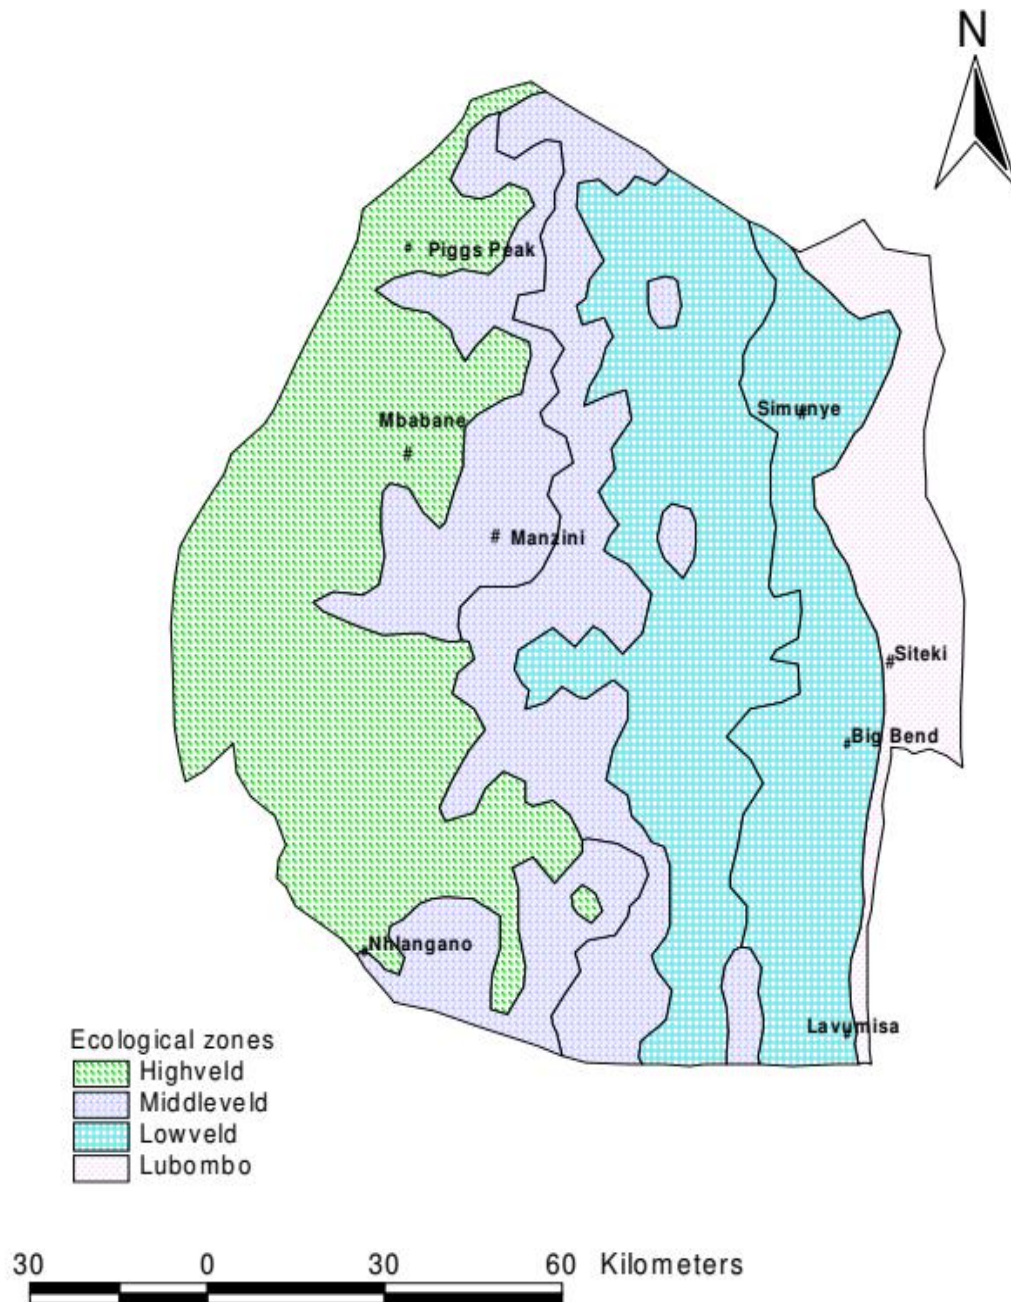 N
Piggs Peak
Mbabane
Simunye
Manzini
Siteki
Big Bend
Nhlangano
Lavumisa
Ecological zones
Highveld
Middleveld
Lowveld
Lubombo
30 0 30 60 Kilometers